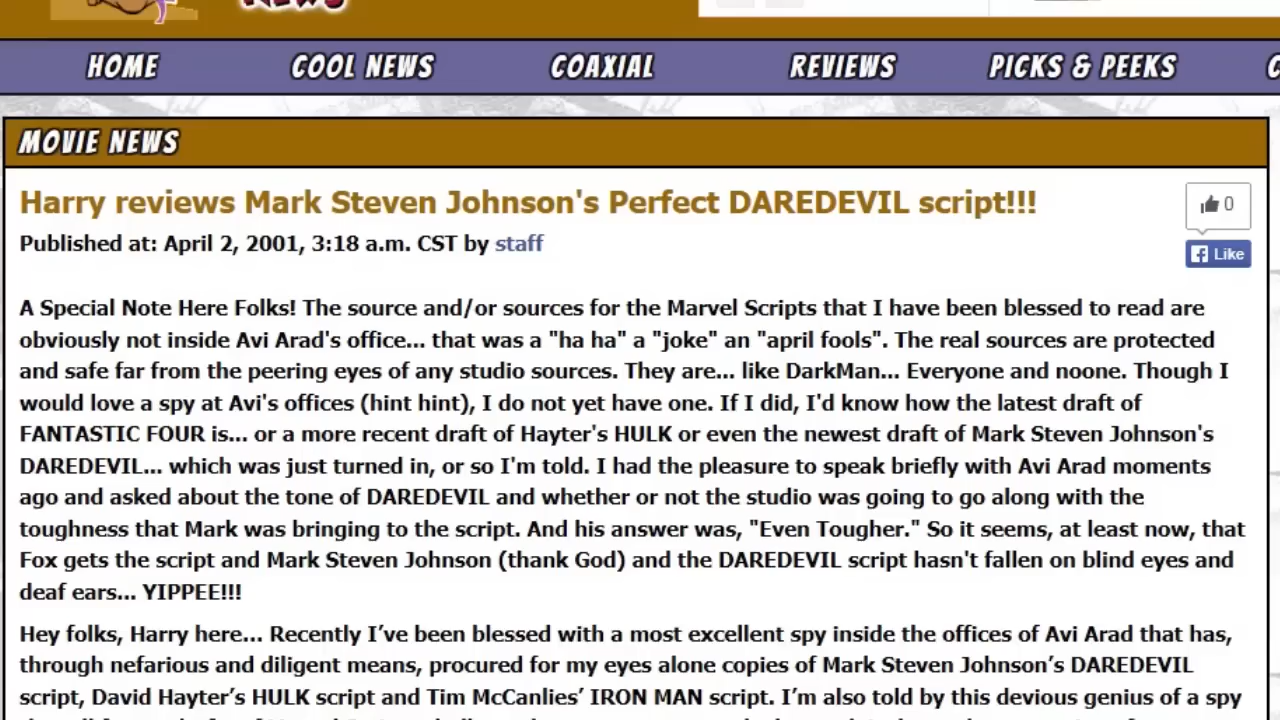 NEWS
HOME COOL NEWS COAXIAL REVIEWS PICKS & PEEKS
MOVIE NEWS
Harry reviews Mark Steven Johnson's Perfect DAREDEVIL script!!!
0
Published at: April 2, 2001, 3:18 a.m. CST by staff
Like
A Special Note Here Folks! The source and/or sources for the Marvel Scripts that I have been blessed to read are
obviously not inside Avi Arad's office... that was a "ha ha" a "joke" an "april fools". The real sources are protected
and safe far from the peering eyes of any studio sources. They are... like DarkMan... Everyone and noone. Though I
would love a spy at Avi's offices (hint hint), I do not yet have one. If I did, I'd know how the latest draft of
FANTASTIC FOUR is... or a more recent draft of Hayter's HULK or even the newest draft of Mark Steven Johnson's
DAREDEVIL... which was just turned in, or so I'm told. I had the pleasure to speak briefly with Avi Arad moments
ago and asked about the tone of DAREDEVIL and whether or not the studio was going to go along with the
toughness that Mark was bringing to the script. And his answer was, "Even Tougher." So it seems, at least now, that
Fox gets the script and Mark Steven Johnson (thank God) and the DAREDEVIL script hasn't fallen on blind eyes and
deaf ears... YIPPEE!!!
Hey folks, Harry here... Recently I’ve been blessed with a most excellent spy inside the offices of Avi Arad that has,
through nefarious and diligent means, procured for my eyes alone copies of Mark Steven Johnson’s DAREDEVIL
script, David Hayter’s HULK script and Tim McCanlies’ IRON MAN script. I’m also told by this devious genius of a spy